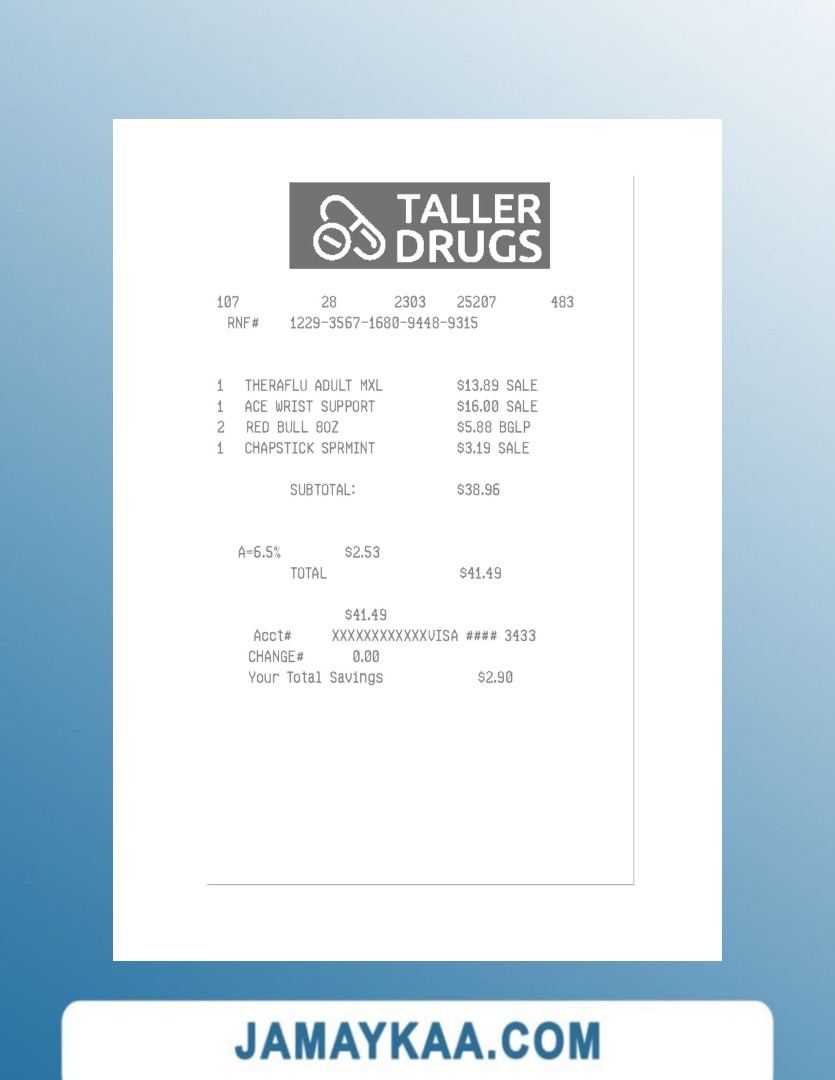 TALLER
DRUGS
107 28 2303 25207 483
RNF# 1229-3567-1680-9448-9315
1 THERAFLU ADULT MXL $13.89 SALE
1 ACE WRIST SUPPORT $16.00 SALE
2 RED BULL 8OZ $5.88 BGLP
1 CHAPSTICK SPRMINT $3.19 SALE
SUBTOTAL: $38.96
A=6.5% $2.53
TOTAL $41.49
$41.49
Acct# XXXXXXXXXXXXVISA #### 3433
CHANGE# 0.00
Your Total Savings $2.90
JAMAYKAA.COM